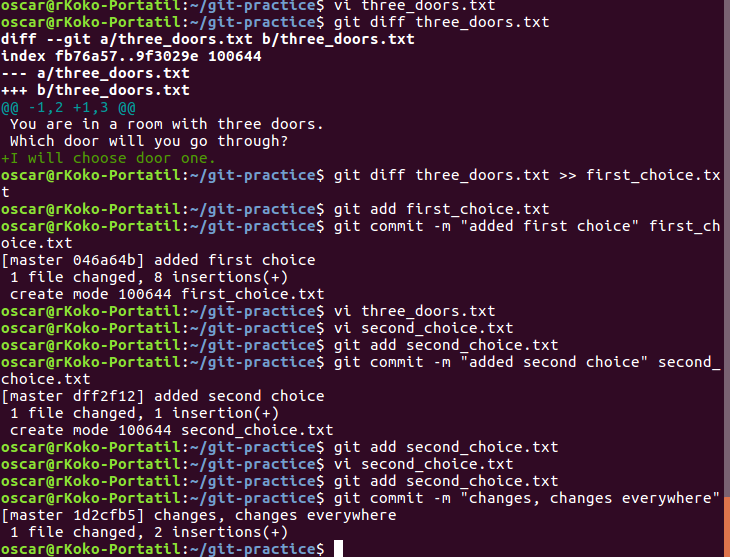 oscar@rKoko-Portatil:~/git-practice$ vi three_doors.txt
oscar@rKoko-Portatil:~/git-practice$ git diff three_doors.txt
diff --git a/three_doors.txt b/three_doors.txt
index fb76a57..9f3029e 100644
--- a/three_doors.txt
+++ b/three_doors.txt
@@ -1,2 +1,3 @@
 You are in a room with three doors.
 Which door will you go through?
+I will choose door one.
oscar@rKoko-Portatil:~/git-practice$ git diff three_doors.txt >> first_choice.tx
t
oscar@rKoko-Portatil:~/git-practice$ git add first_choice.txt
oscar@rKoko-Portatil:~/git-practice$ git commit -m "added first choice" first_ch
oice.txt
[master 046a64b] added first choice
 1 file changed, 8 insertions(+)
 create mode 100644 first_choice.txt
oscar@rKoko-Portatil:~/git-practice$ vi three_doors.txt
oscar@rKoko-Portatil:~/git-practice$ vi second_choice.txt
oscar@rKoko-Portatil:~/git-practice$ git add second_choice.txt
oscar@rKoko-Portatil:~/git-practice$ git commit -m "added second choice" second_
choice.txt
[master dff2f12] added second choice
 1 file changed, 1 insertion(+)
 create mode 100644 second_choice.txt
oscar@rKoko-Portatil:~/git-practice$ git add second_choice.txt
oscar@rKoko-Portatil:~/git-practice$ vi second_choice.txt
oscar@rKoko-Portatil:~/git-practice$ git add second_choice.txt
oscar@rKoko-Portatil:~/git-practice$ git commit -m "changes, changes everywhere"
[master 1d2cfb5] changes, changes everywhere
 1 file changed, 2 insertions(+)
oscar@rKoko-Portatil:~/git-practice$